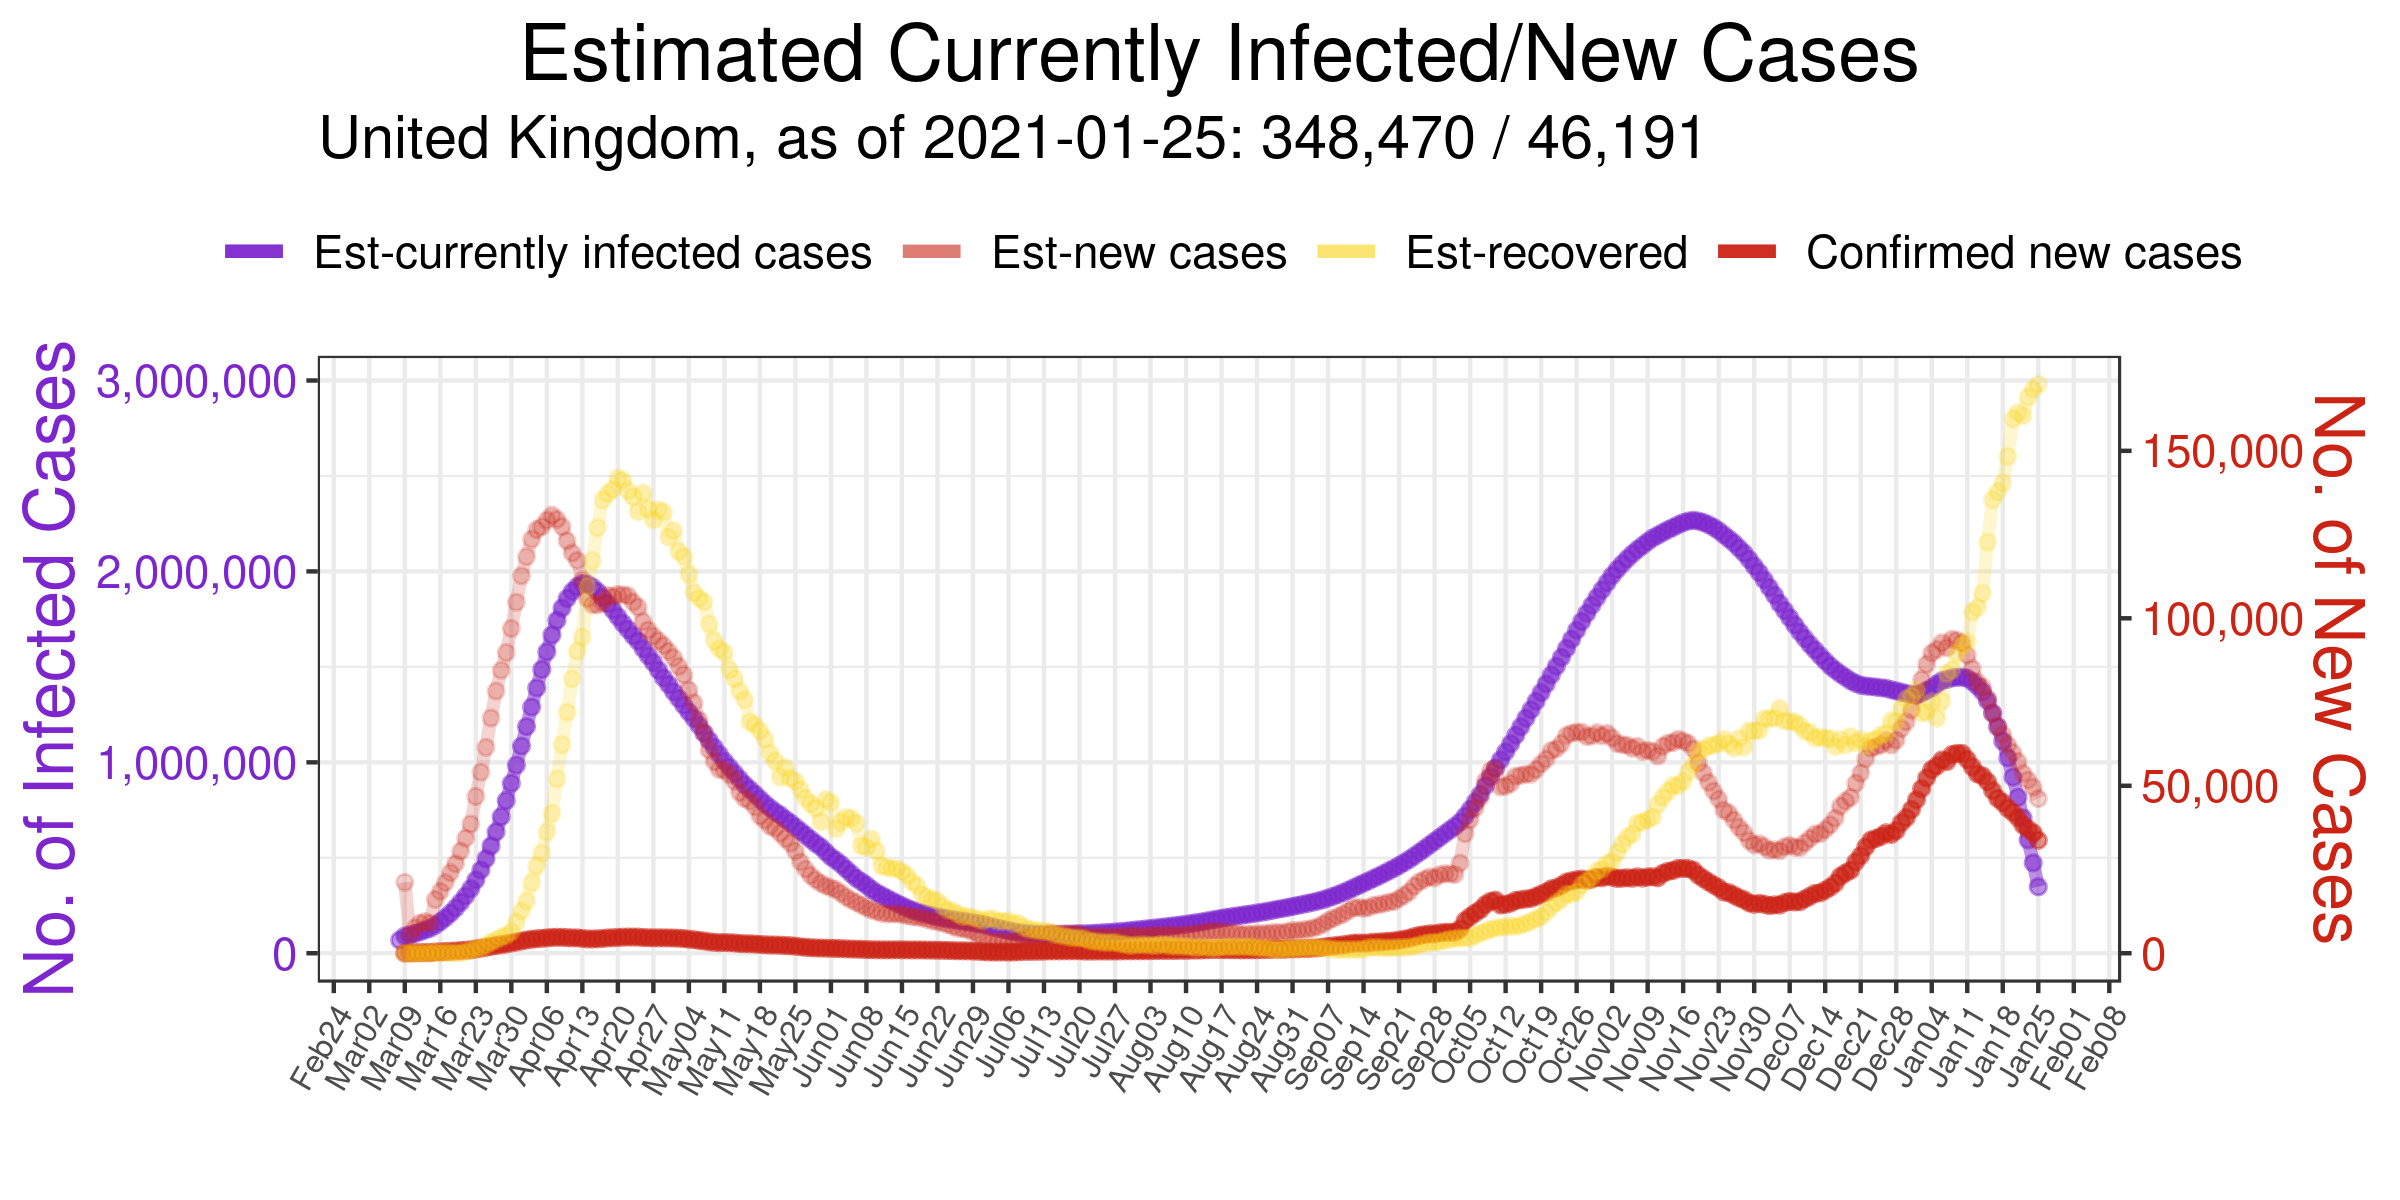 Estimated Currently Infected/New Cases
United Kingdom, as of 2021-01-25: 348,470 / 46,191
Est-currently infected cases Est-new cases Est-recovered Confirmed new cases
No. of Infected Cases
3,000,000
2,000,000
1,000,000
0
150,000
100,000
50,000
0
No. of New Cases
Feb24 Mar02 Mar09 Mar16 Mar23 Mar30 Apr06 Apr13 Apr20 Apr27 May04 May11 May18 May25 Jun01 Jun08 Jun15 Jun22 Jun29 Jul06 Jul13 Jul20 Jul27 Aug03 Aug10 Aug17 Aug24 Aug31 Sep07 Sep14 Sep21 Sep28 Oct05 Oct12 Oct19 Oct26 Nov02 Nov09 Nov16 Nov23 Nov30 Dec07 Dec14 Dec21 Dec28 Jan04 Jan11 Jan18 Jan25 Feb01 Feb08